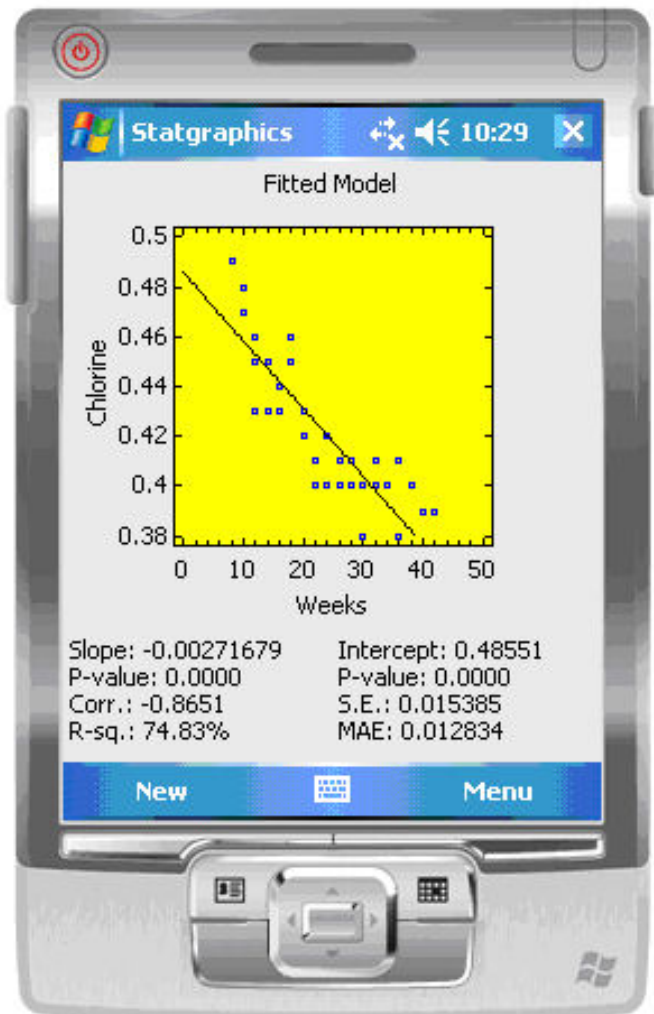 Statgraphics 10:29
Fitted Model
0.5
0.48
0.46
0.44
0.42
0.4
0.38
Chlorine
0 10 20 30 40 50
Weeks
Slope: -0.00271679 Intercept: 0.48551
P-value: 0.0000 P-value: 0.0000
Corr.: -0.8651 S.E.: 0.015385
R-sq.: 74.83% MAE: 0.012834
New Menu